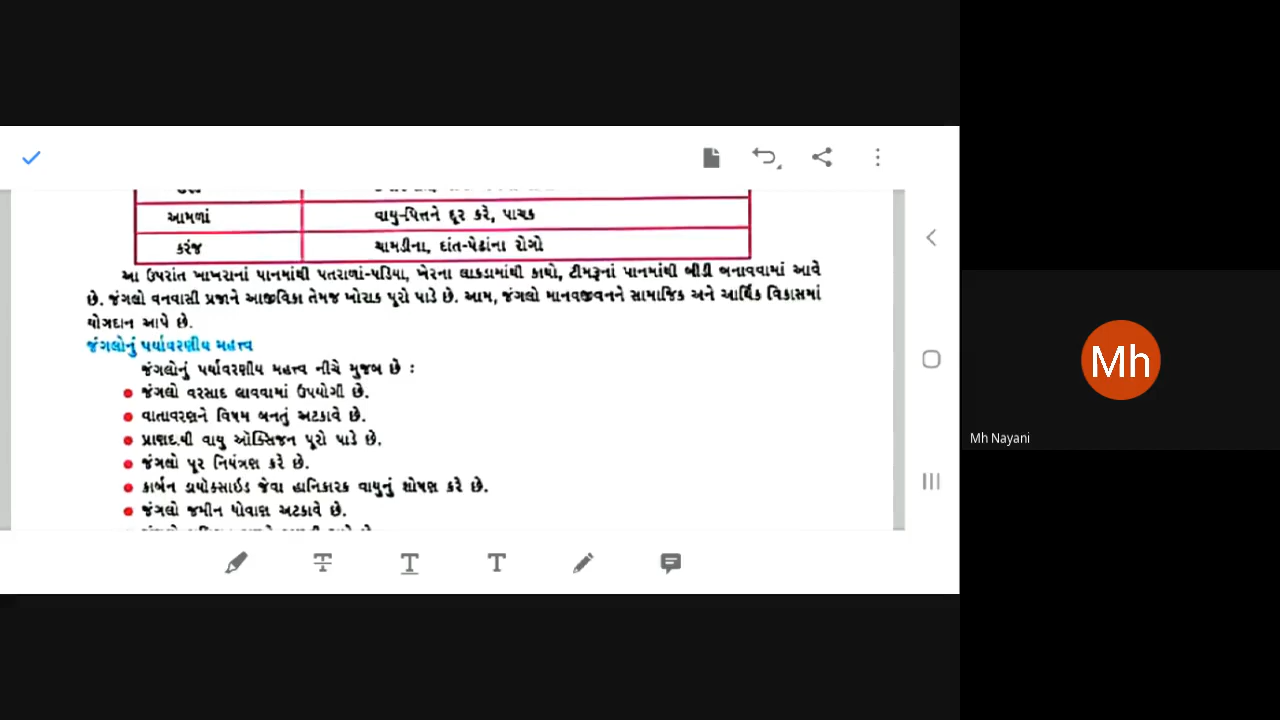 આમળાં વાયુ-પિત્તને દૂર કરે, પાચક
કરંજ ચામડીના, દાંત-પેઢાંના રોગો
આ ઉપરાંત ખાખરાનાં પાનમાંથી પતરાળાં-પડિયા, ખેરના લાકડામાંથી કાથો, ટીમરૂનાં પાનમાંથી બીડી બનાવવામાં આવે
છે. જંગલો વનવાસી પ્રજાને આજીવિકા તેમજ ખોરાક પૂરો પાડે છે. આમ, જંગલો માનવજીવનને સામાજિક અને આર્થિક વિકાસમાં
યોગદાન આપે છે.
જંગલોનું પર્યાવરણીય મહત્ત્વ
જંગલોનું પર્યાવરણીય મહત્ત્વ નીચે મુજબ છે :
● જંગલો વરસાદ લાવવામાં ઉપયોગી છે.
● વાતાવરણને વિષમ બનતું અટકાવે છે.
● પ્રાણદાયી વાયુ ઑક્સિજન પૂરો પાડે છે.
● જંગલો પૂર નિયંત્રણ કરે છે.
● કાર્બન ડાયોક્સાઇડ જેવા હાનિકારક વાયુનું શોષણ કરે છે.
● જંગલો જમીન ધોવાણ અટકાવે છે.
Mh
Mh Nayani